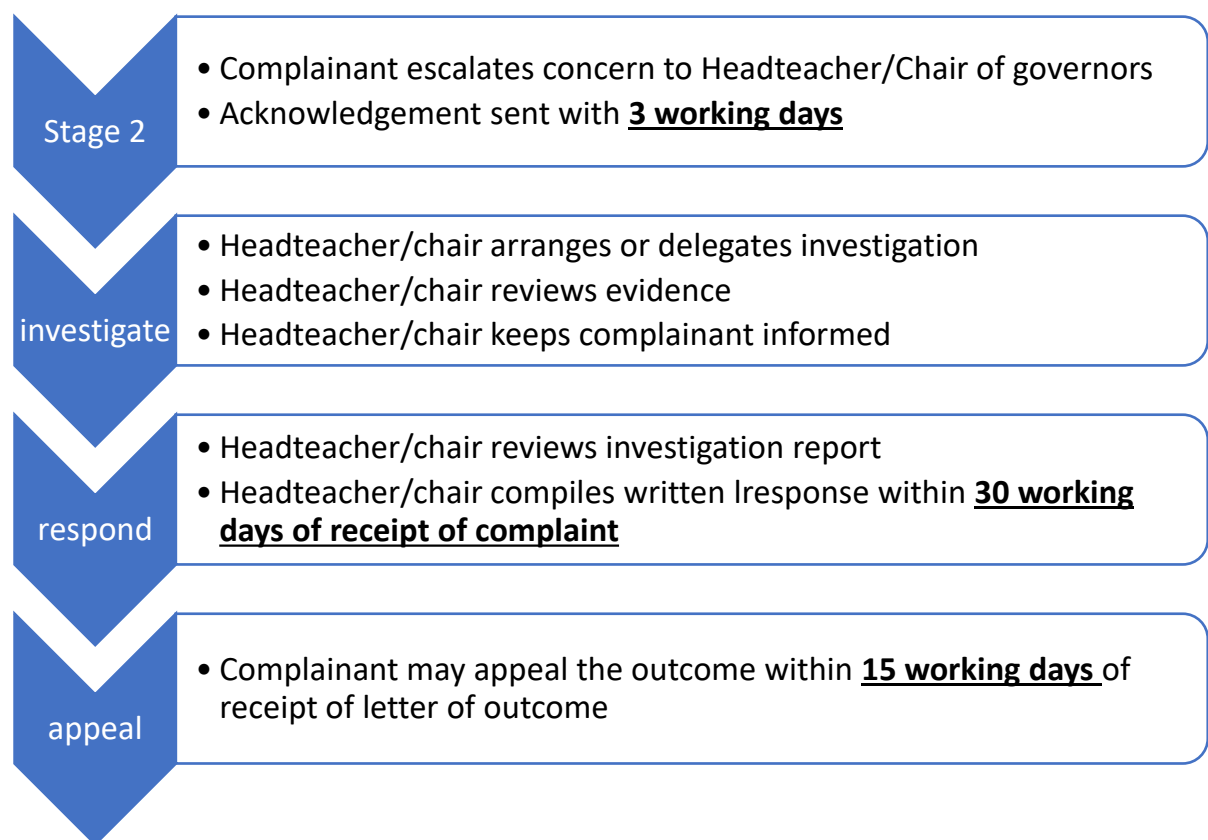 Stage 2
• Complainant escalates concern to Headteacher/Chair of governors
• Acknowledgement sent with 3 working days
investigate
• Headteacher/chair arranges or delegates investigation
• Headteacher/chair reviews evidence
• Headteacher/chair keeps complainant informed
respond
• Headteacher/chair reviews investigation report
• Headteacher/chair compiles written lresponse within 30 working
days of receipt of complaint
appeal
• Complainant may appeal the outcome within 15 working days of
receipt of letter of outcome